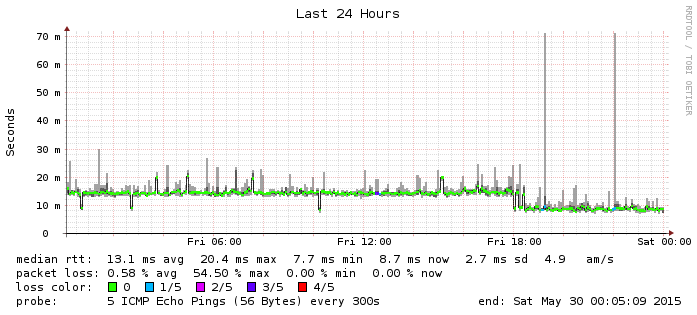 Last 24 Hours
RRDTOOL / TOBI OETIKER
Seconds
70 m
60 m
50 m
40 m
30 m
20 m
10 m
0
Fri 06:00 Fri 12:00 Fri 18:00 Sat 00:00
median rtt: 13.1 ms avg 20.4 ms max 7.7 ms min 8.7 ms now 2.7 ms sd 4.9 am/s
packet loss: 0.58 % avg 54.50 % max 0.00 % min 0.00 % now
loss color: 0 1/5 2/5 3/5 4/5
probe: 5 ICMP Echo Pings (56 Bytes) every 300s end: Sat May 30 00:05:09 2015